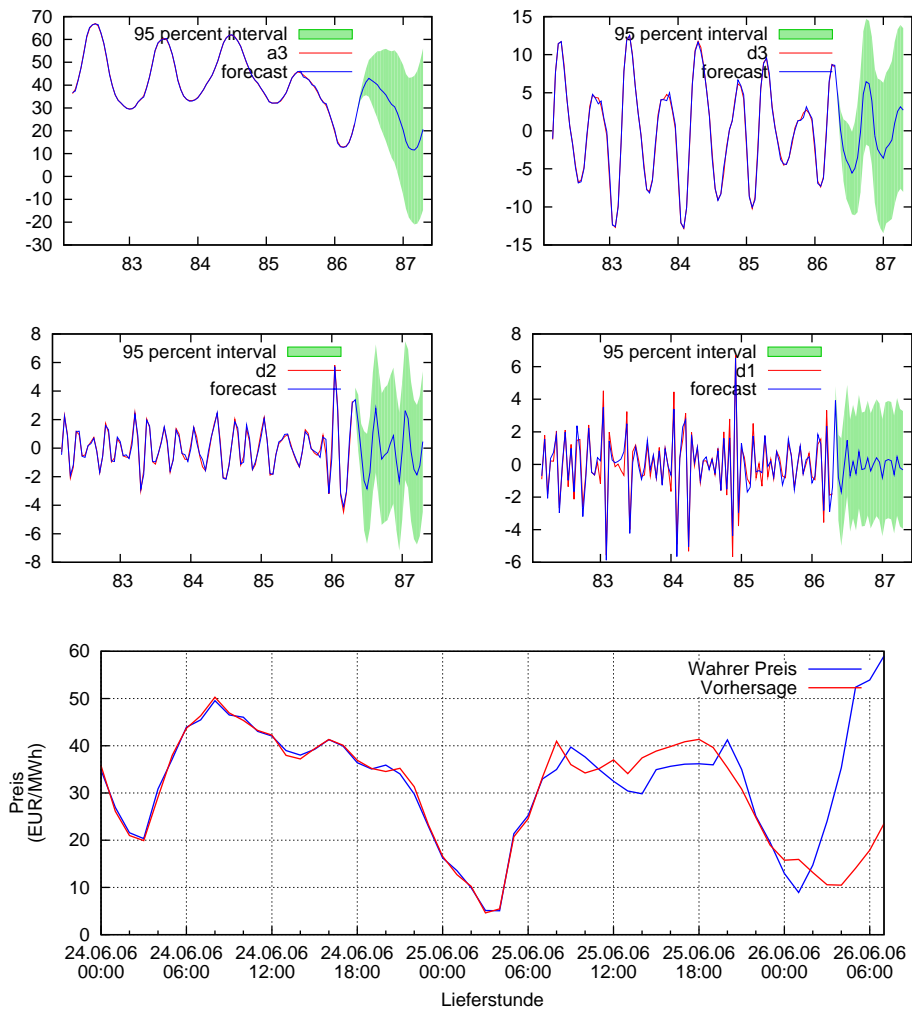 70
60
50
40
30
20
10
0
-10
-20
-30
95 percent interval
a3
forecast
83 84 85 86 87
15
10
5
0
-5
-10
-15
95 percent interval
d3
forecast
83 84 85 86 87
8
6
4
2
0
-2
-4
-6
-8
95 percent interval
d2
forecast
83 84 85 86 87
8
6
4
2
0
-2
-4
-6
95 percent interval
d1
forecast
83 84 85 86 87
60
50
40
30
20
10
0
Preis
(EUR/MWh)
Wahrer Preis
Vorhersage
24.06.06 24.06.06 24.06.06 24.06.06 25.06.06 25.06.06 25.06.06 25.06.06 26.06.06 26.06.06
00:00 06:00 12:00 18:00 00:00 06:00 12:00 18:00 00:00 06:00
Lieferstunde